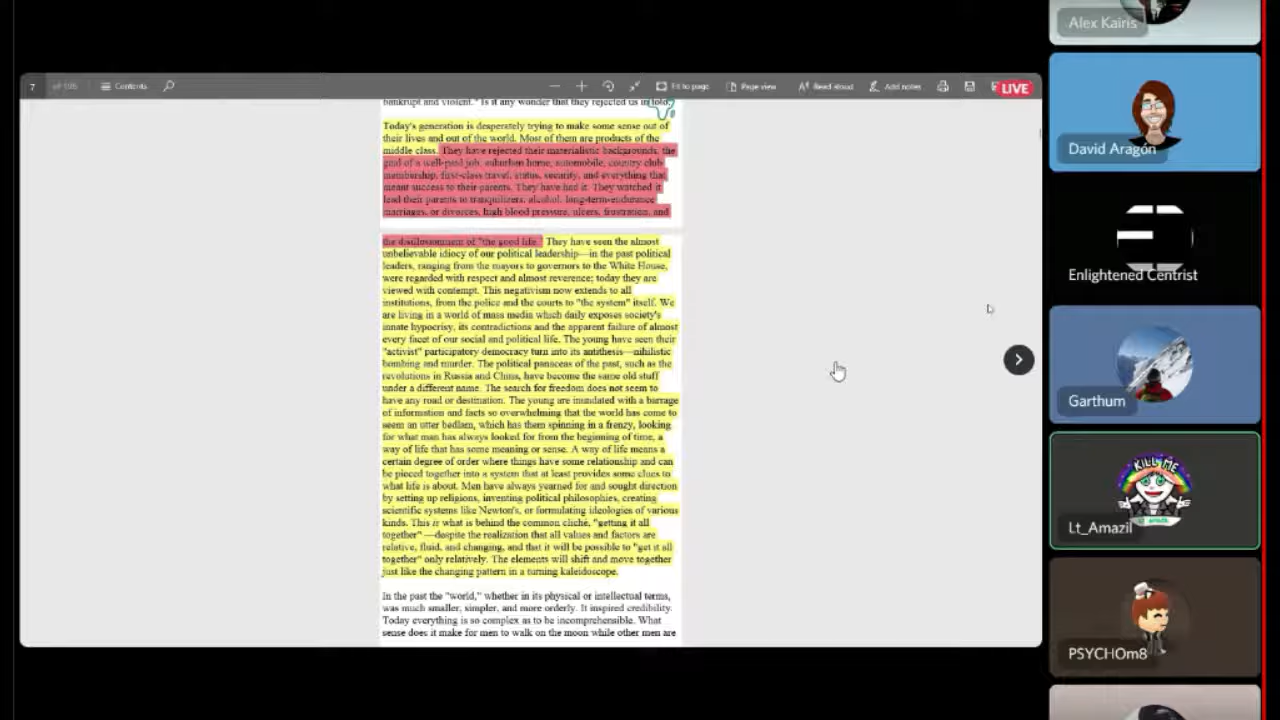 Alex Kairis
7 of 195 Contents Fit to page Page view Read aloud Add notes LIVE
bankrupt and violent." Is it any wonder that they rejected us in toto.
Today's generation is desperately trying to make some sense out of
their lives and out of the world. Most of them are products of the
middle class. They have rejected their materialistic backgrounds, the
goal of a well-paid job, suburban home, automobile, country club
membership, first-class travel, status, security, and everything that
meant success to their parents. They have had it. They watched it
lead their parents to tranquilizers, alcohol, long-term-endurance
marriages, or divorces, high blood pressure, ulcers, frustration, and
the disillusionment of "the good life." They have seen the almost
unbelievable idiocy of our political leadership—in the past political
leaders, ranging from the mayors to governors to the White House,
were regarded with respect and almost reverence; today they are
viewed with contempt. This negativism now extends to all
institutions, from the police and the courts to "the system" itself. We
are living in a world of mass media which daily exposes society's
innate hypocrisy, its contradictions and the apparent failure of almost
every facet of our social and political life. The young have seen their
"activist" participatory democracy turn into its antithesis—nihilistic
bombing and murder. The political panaceas of the past, such as the
revolutions in Russia and China, have become the same old stuff
under a different name. The search for freedom does not seem to
have any road or destination. The young are inundated with a barrage
of information and facts so overwhelming that the world has come to
seem an utter bedlam, which has them spinning in a frenzy, looking
for what man has always looked for from the beginning of time, a
way of life that has some meaning or sense. A way of life means a
certain degree of order where things have some relationship and can
be pieced together into a system that at least provides some clues to
what life is about. Men have always yearned for and sought direction
by setting up religions, inventing political philosophies, creating
scientific systems like Newton's, or formulating ideologies of various
kinds. This is what is behind the common cliché, "getting it all
together"—despite the realization that all values and factors are
relative, fluid, and changing, and that it will be possible to "get it all
together" only relatively. The elements will shift and move together
just like the changing pattern in a turning kaleidoscope.
In the past the "world," whether in its physical or intellectual terms,
was much smaller, simpler, and more orderly. It inspired credibility.
Today everything is so complex as to be incomprehensible. What
sense does it make for men to walk on the moon while other men are
David Aragón
Enlightened Centrist
Garthum
KILL ME
LT AMAZIL
Lt_Amazil
PSYCHOm8